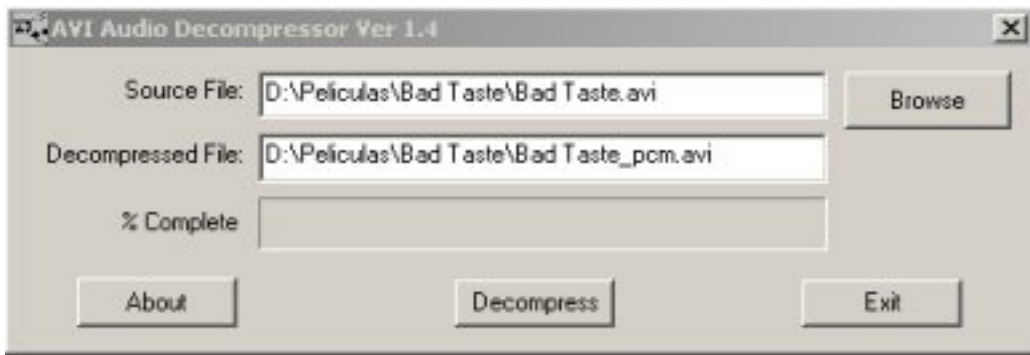 AVI Audio Decompressor Ver 1.4
Source File: D:\Peliculas\Bad Taste\Bad Taste.avi Browse
Decompressed File: D:\Peliculas\Bad Taste\Bad Taste_pcm.avi
% Complete
About Decompress Exit